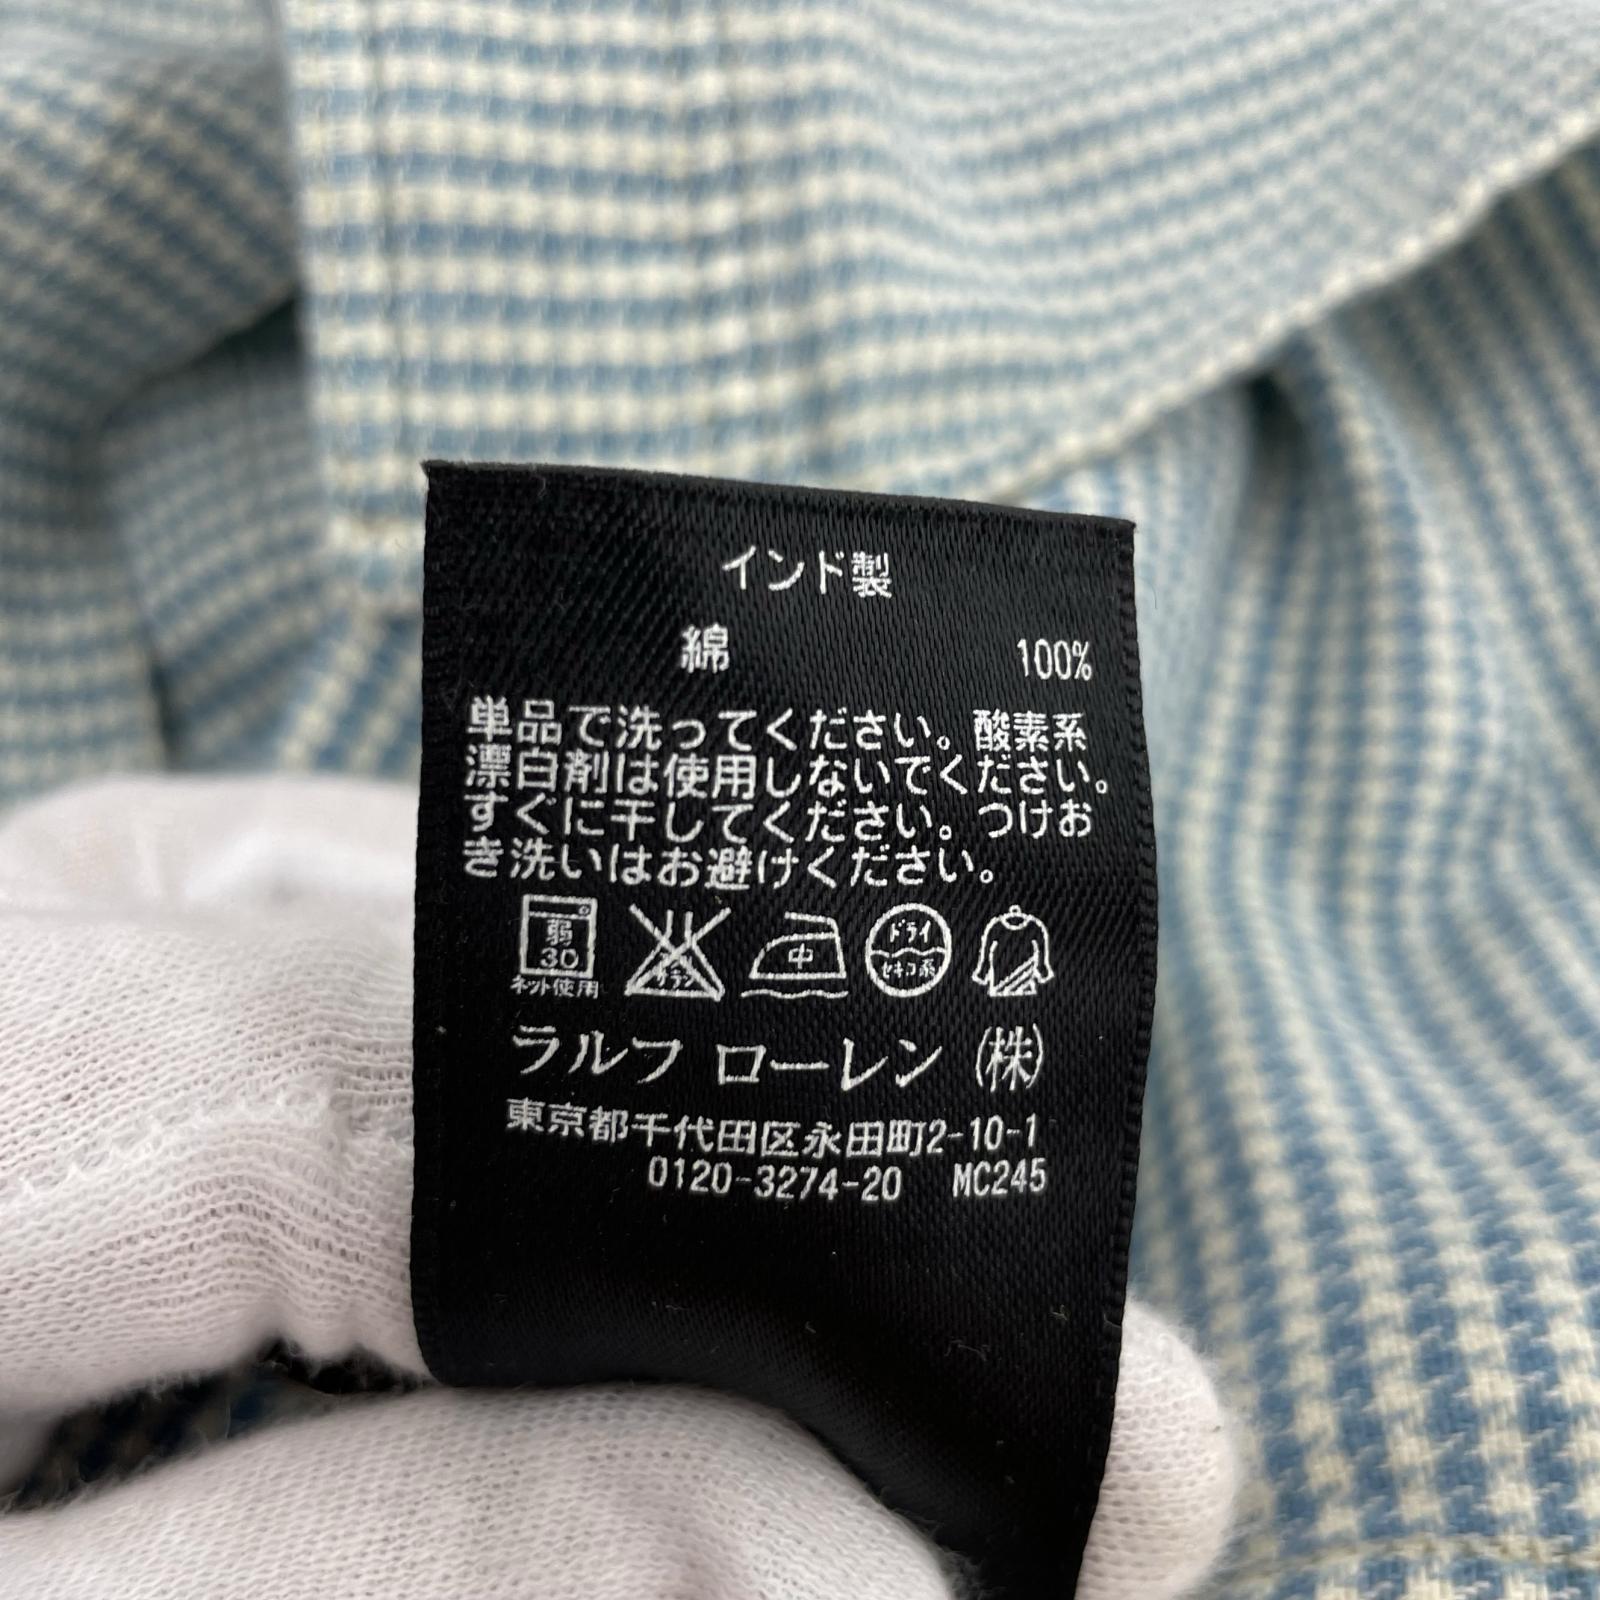 インド製
綿 100%
単品で洗ってください。酸素系
漂白剤は使用しないでください。
すぐに干してください。つけお
き洗いはお避けください。
弱
30
ネット使用
サラシ
中
ドライ
セキユ系
ラルフ ローレン (株)
東京都千代田区永田町2-10-1
0120-3274-20 MC245